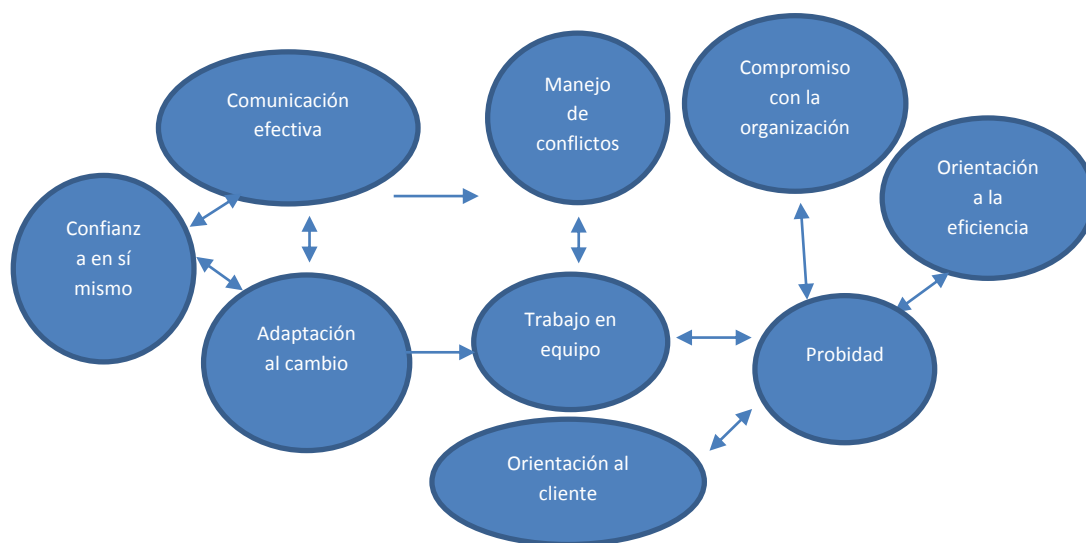 Comunicación
efectiva
Manejo
de
conflictos
Compromiso
con la
organización
Orientación
a la
eficiencia
Confianz
a en sí
mismo
Adaptación
al cambio
Trabajo en
equipo
Probidad
Orientación al
cliente